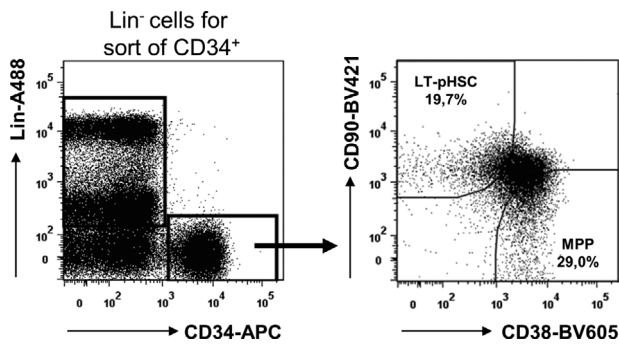 Lin⁻ cells for
sort of CD34⁺
Lin-A488
10⁵
10⁴
10³
10²
0
0 10² 10³ 10⁴ 10⁵
CD34-APC
CD90-BV421
10⁵
10⁴
10³
10²
0
LT-pHSC
19,7%
MPP
29,0%
0 10² 10³ 10⁴ 10⁵
CD38-BV605